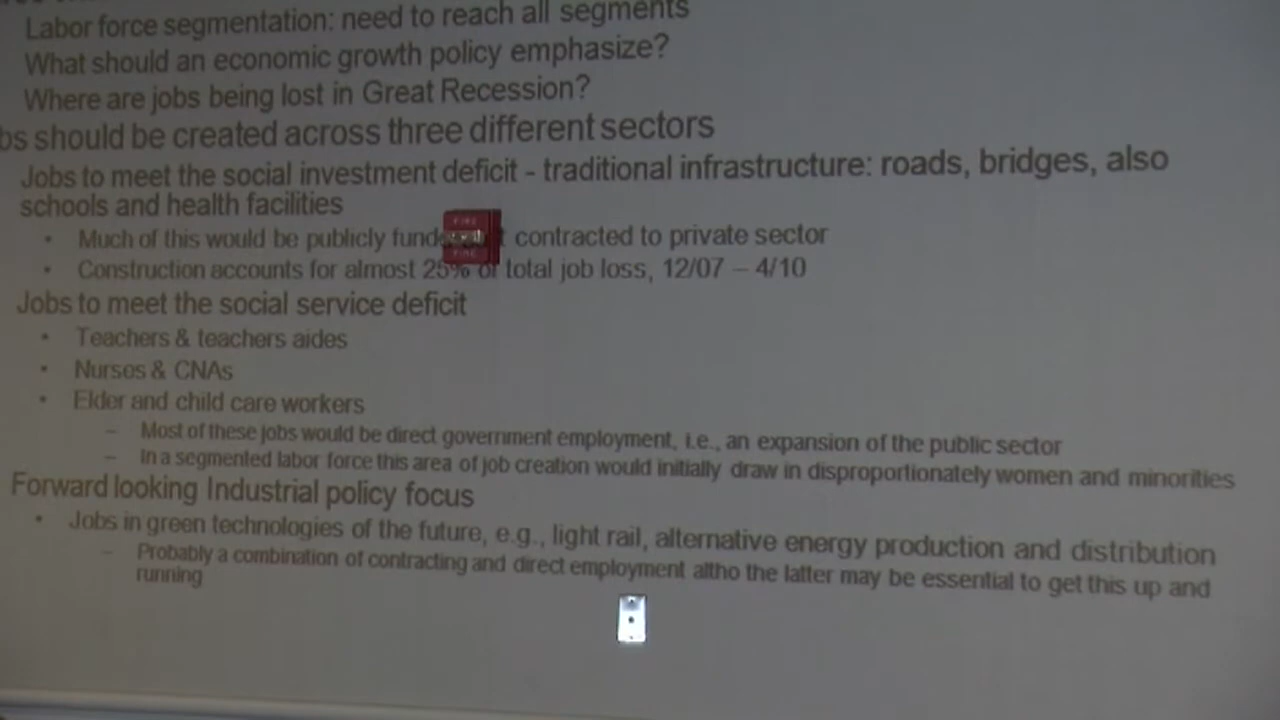 Labor force segmentation: need to reach all segments
What should an economic growth policy emphasize?
Where are jobs being lost in Great Recession?
bs should be created across three different sectors
Jobs to meet the social investment deficit - traditional infrastructure: roads, bridges, also
schools and health facilities
• Much of this would be publicly fund contracted to private sector
FIRE
FIRE
• Construction accounts for almost 25% of total job loss, 12/07 – 4/10
Jobs to meet the social service deficit
• Teachers & teachers aides
• Nurses & CNAs
• Elder and child care workers
– Most of these jobs would be direct government employment, i.e., an expansion of the public sector
– In a segmented labor force this area of job creation would initially draw in disproportionately women and minorities
Forward looking Industrial policy focus
• Jobs in green technologies of the future, e.g., light rail, alternative energy production and distribution
– Probably a combination of contracting and direct employment altho the latter may be essential to get this up and
running